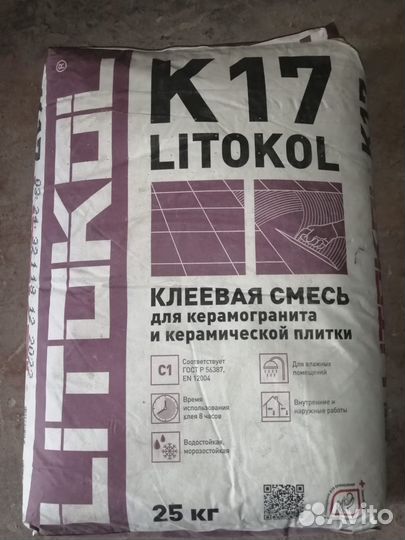 K17
LITOKOL
LITOKOL
®
КЛЕЕВАЯ СМЕСЬ
для керамогранита
и керамической плитки
C1
Соответствует
ГОСТ Р 56387,
EN 12004
Для влажных
помещений
Время
использования
клея 8 часов
Внутренние и
наружные работы
Водостойкая,
морозостойкая
25 кг
Avito